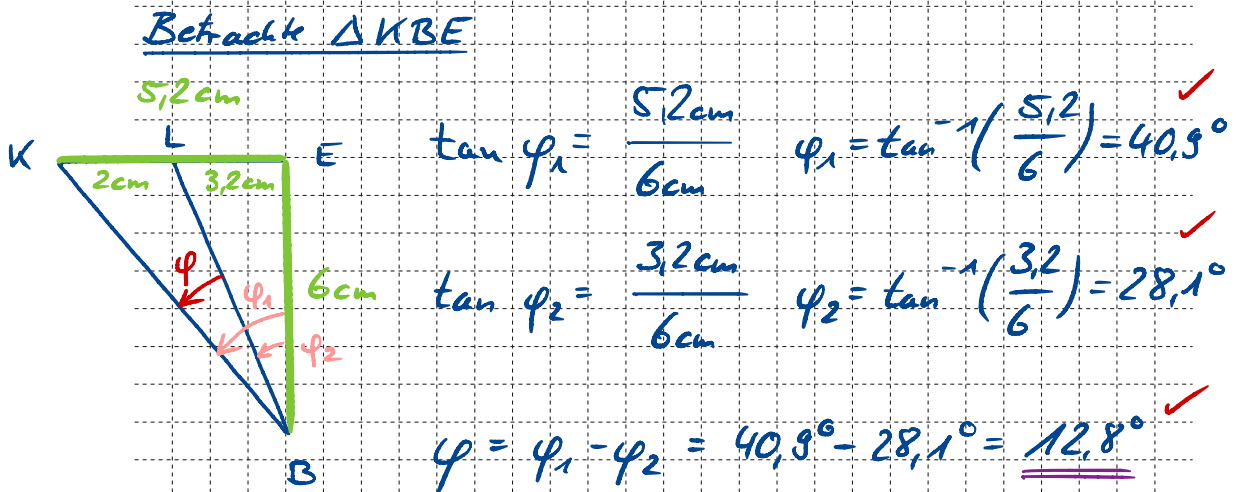 Betrachte Δ KBE
5,2cm
K L E
2cm 3,2cm
φ φ₁ 6cm
φ₂
B
tan φ₁ = 5,2cm / 6cm φ₁ = tan⁻¹(5,2/6) = 40,9° ✓
tan φ₂ = 3,2cm / 6cm φ₂ = tan⁻¹(3,2/6) = 28,1° ✓
φ = φ₁ - φ₂ = 40,9° - 28,1° = 12,8° ✓